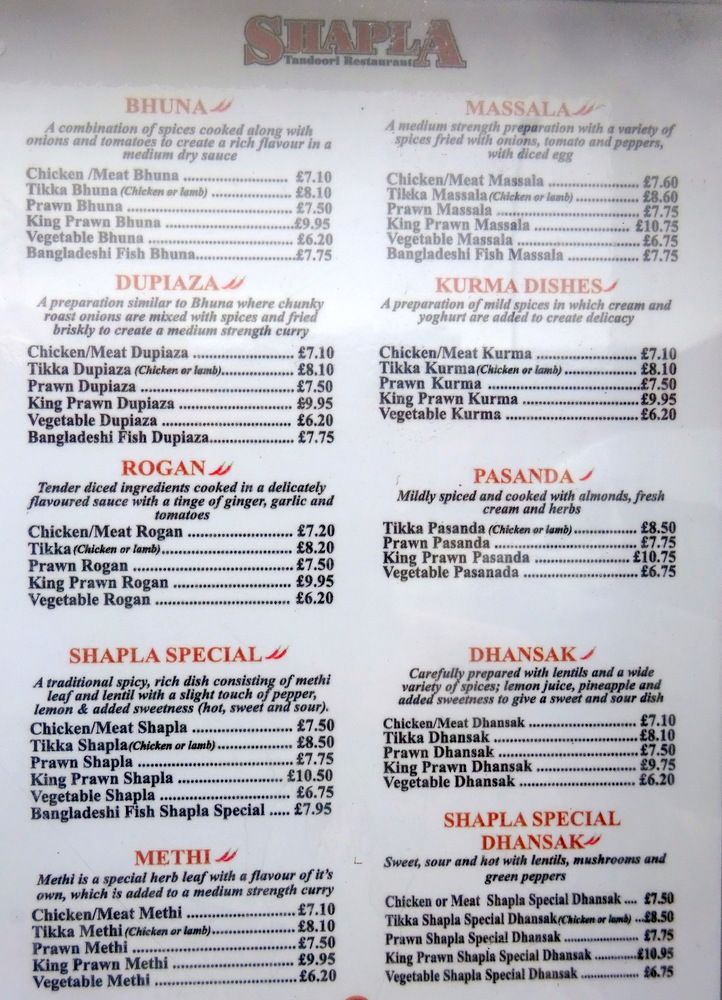 SHAPLA
Tandoori Restaurant
BHUNA
A combination of spices cooked along with
onions and tomatoes to create a rich flavour in a
medium dry sauce
Chicken /Meat Bhuna ................ £7.10
Tikka Bhuna (Chicken or lamb)............ £8.10
Prawn Bhuna ............................ £7.50
King Prawn Bhuna ....................£9.95
Vegetable Bhuna ....................... £6.20
Bangladeshi Fish Bhuna...............£7.75
DUPIAZA
A preparation similar to Bhuna where chunky
roast onions are mixed with spices and fried
briskly to create a medium strength curry
Chicken/Meat Dupiaza ...................... £7.10
Tikka Dupiaza (Chicken or lamb)............ £8.10
Prawn Dupiaza ................................ £7.50
King Prawn Dupiaza ......................... £9.95
Vegetable Dupiaza ............................ £6.20
Bangladeshi Fish Dupiaza.................. £7.75
ROGAN
Tender diced ingredients cooked in a delicately
flavoured sauce with a tinge of ginger, garlic and
tomatoes
Chicken/Meat Rogan ...................... £7.20
Tikka (Chicken or lamb)........................ £8.20
Prawn Rogan ................................. £7.50
King Prawn Rogan ......................... £9.95
Vegetable Rogan ............................ £6.20
SHAPLA SPECIAL
A traditional spicy, rich dish consisting of methi
leaf and lentil with a slight touch of pepper,
lemon & added sweetness (hot, sweet and sour).
Chicken/Meat Shapla ...................... £7.50
Tikka Shapla(Chicken or lamb)................ £8.50
Prawn Shapla ................................ £7.75
King Prawn Shapla ....................... £10.50
Vegetable Shapla ............................ £6.75
Bangladeshi Fish Shapla Special ..... £7.95
METHI
Methi is a special herb leaf with a flavour of it's
own, which is added to a medium strength curry
Chicken/Meat Methi ........................£7.10
Tikka Methi (Chicken or lamb)................ £8.10
Prawn Methi ..................................£7.50
King Prawn Methi .......................... £9.95
Vegetable Methi ............................. £6.20
MASSALA
A medium strength preparation with a variety of
spices fried with onions, tomato and peppers,
with diced egg
Chicken/Meat Massala .................... £7.60
Tikka Massala (Chicken or lamb) ............. £8.60
Prawn Massala ............................... £7.75
King Prawn Massala ..................... £10.75
Vegetable Massala .......................... £6.75
Bangladeshi Fish Massala ............... £7.75
KURMA DISHES
A preparation of mild spices in which cream and
yoghurt are added to create delicacy
Chicken/Meat Kurma ...................... £7.10
Tikka Kurma(Chicken or lamb) ................ £8.10
Prawn Kurma .................................£7.50
King Prawn Kurma ......................... £9.95
Vegetable Kurma ............................ £6.20
PASANDA
Mildly spiced and cooked with almonds, fresh
cream and herbs
Tikka Pasanda (Chicken or lamb) .............. £8.50
Prawn Pasanda ............................... £7.75
King Prawn Pasanda ..................... £10.75
Vegetable Pasanada ......................... £6.75
DHANSAK
Carefully prepared with lentils and a wide
variety of spices; lemon juice, pineapple and
added sweetness to give a sweet and sour dish
Chicken/Meat Dhansak .................... £7.10
Tikka Dhansak ............................... £8.10
Prawn Dhansak .............................. £7.50
King Prawn Dhansak ...................... £9.75
Vegetable Dhansak ......................... £6.20
SHAPLA SPECIAL
DHANSAK
Sweet, sour and hot with lentils, mushrooms and
green peppers
Chicken or Meat Shapla Special Dhansak .... £7.50
Tikka Shapla Special Dhansak(Chicken or lamb) ...£8.50
Prawn Shapla Special Dhansak .................. £7.75
King Prawn Shapla Special Dhansak ..........£10.95
Vegetable Shapla Special Dhansak .............. £6.75